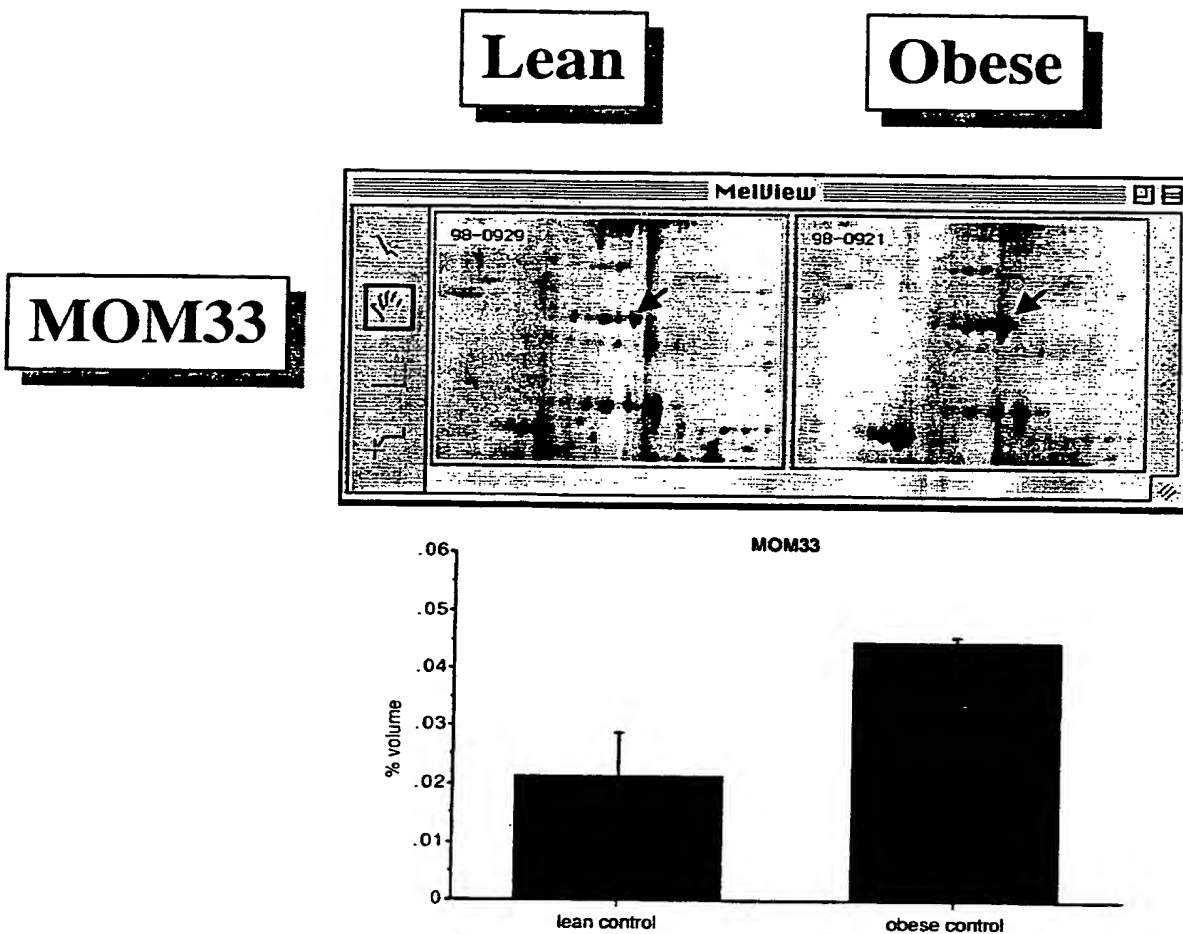 Lean
Obese
MelView
98-0929
98-0921
MOM33
MOM33
.06
.05
.04
.03
.02
.01
0
% volume
lean control
obese control